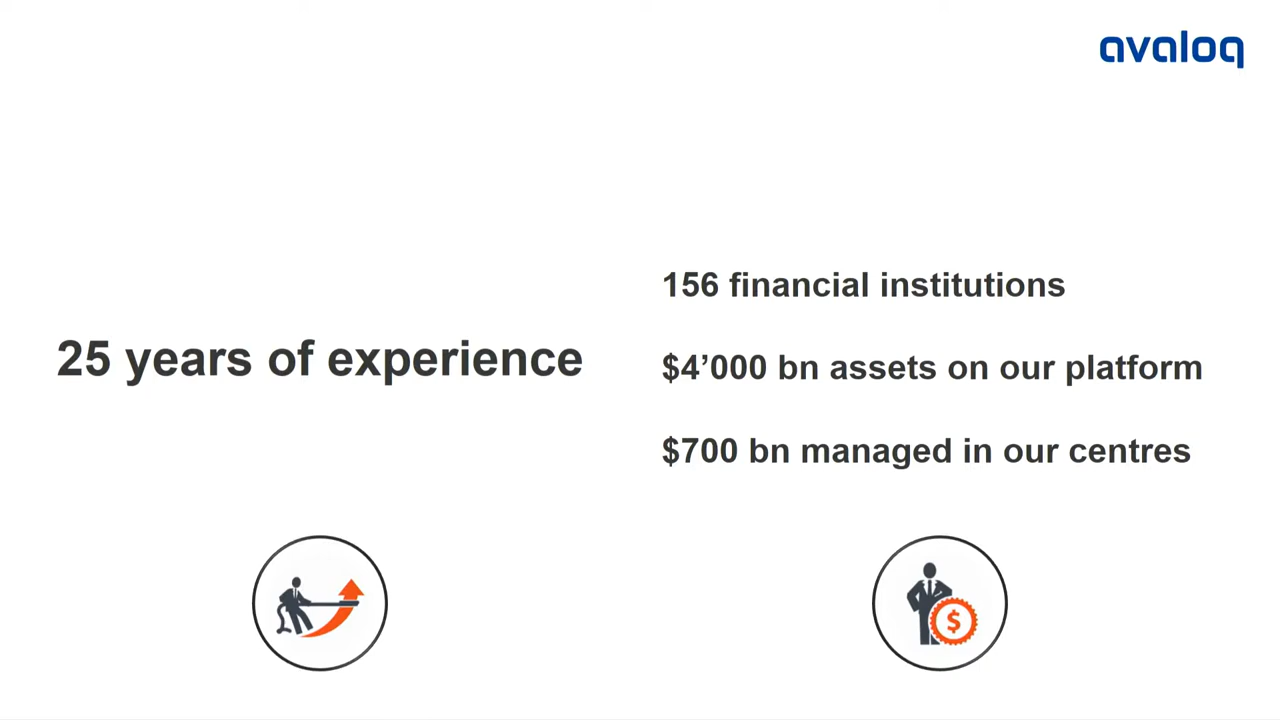 avaloq
25 years of experience
156 financial institutions
$4’000 bn assets on our platform
$700 bn managed in our centres
$